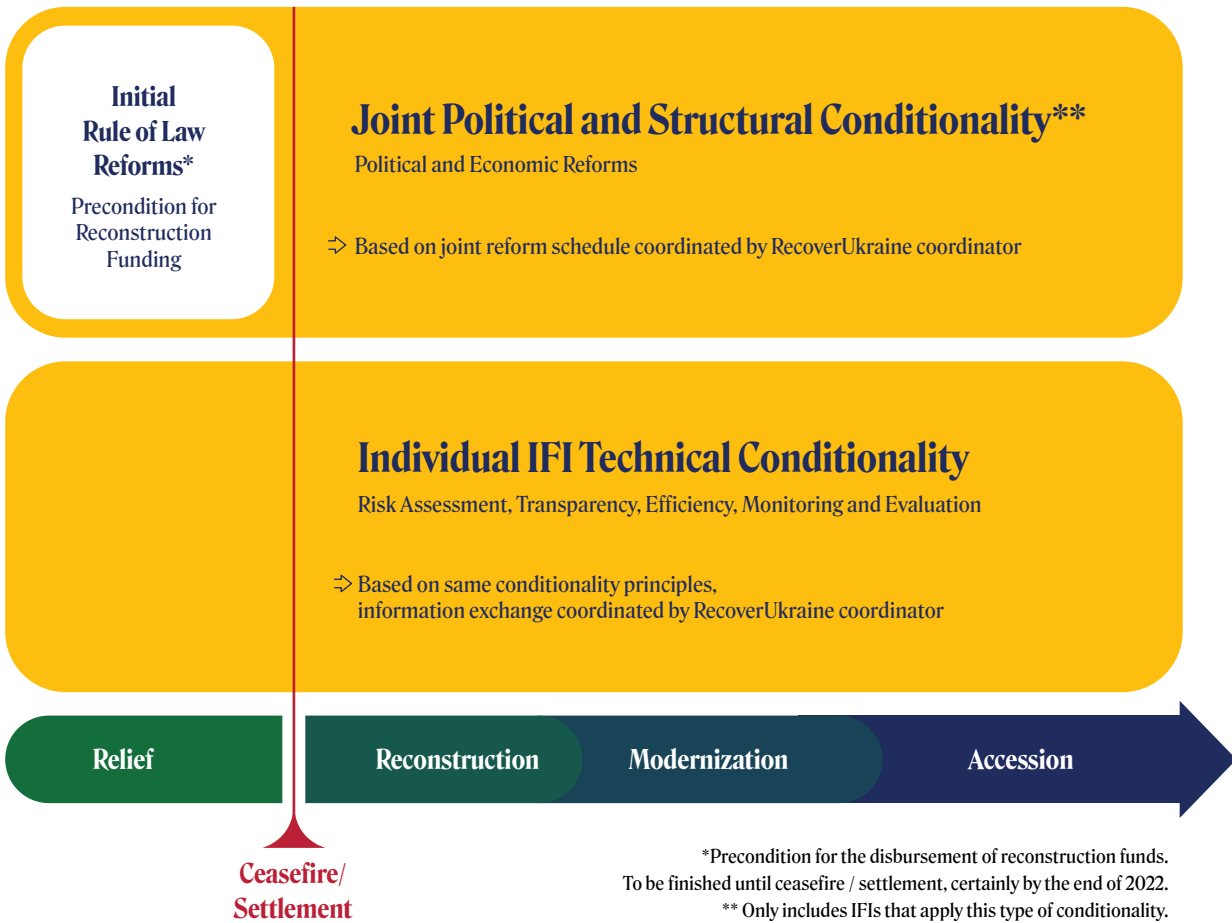 Initial
Rule of Law
Reforms*
Precondition for
Reconstruction
Funding
Joint Political and Structural Conditionality**
Political and Economic Reforms
⇨ Based on joint reform schedule coordinated by RecoverUkraine coordinator
Individual IFI Technical Conditionality
Risk Assessment, Transparency, Efficiency, Monitoring and Evaluation
⇨ Based on same conditionality principles,
information exchange coordinated by RecoverUkraine coordinator
Relief
Reconstruction
Modernization
Accession
Ceasefire/
Settlement
*Precondition for the disbursement of reconstruction funds.
To be finished until ceasefire / settlement, certainly by the end of 2022.
** Only includes IFIs that apply this type of conditionality.